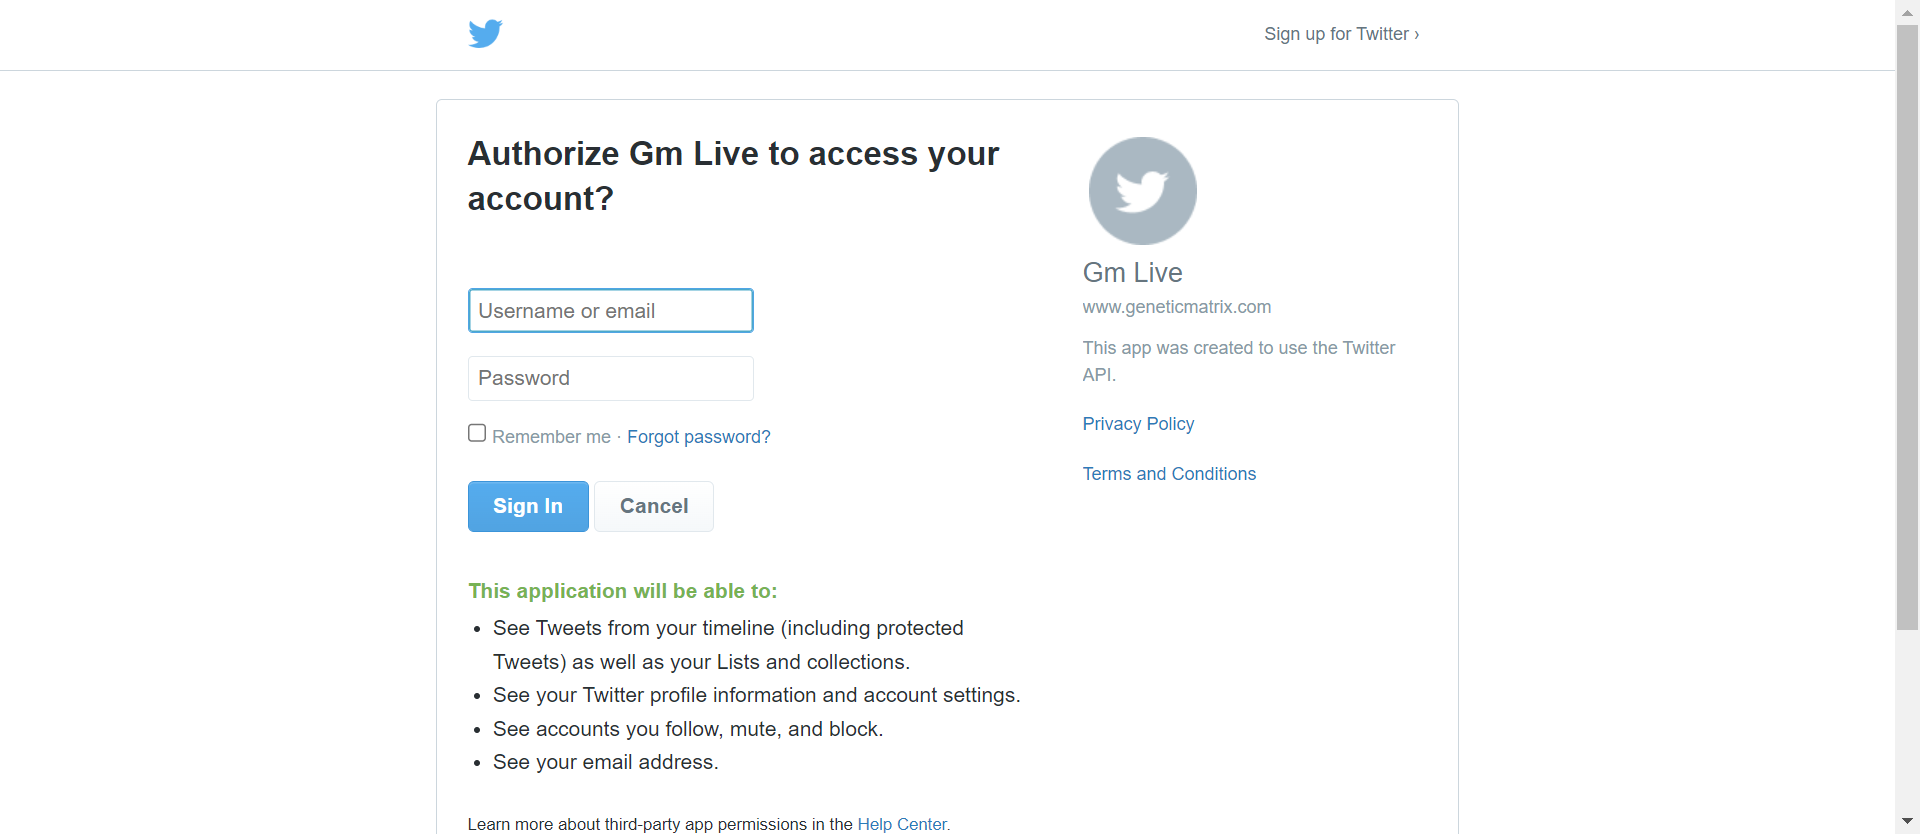 Sign up for Twitter ›
Authorize Gm Live to access your
account?
Username or email
Password
Remember me · Forgot password?
Sign In Cancel
This application will be able to:
• See Tweets from your timeline (including protected
Tweets) as well as your Lists and collections.
• See your Twitter profile information and account settings.
• See accounts you follow, mute, and block.
• See your email address.
Learn more about third-party app permissions in the Help Center.
Gm Live
www.geneticmatrix.com
This app was created to use the Twitter
API.
Privacy Policy
Terms and Conditions